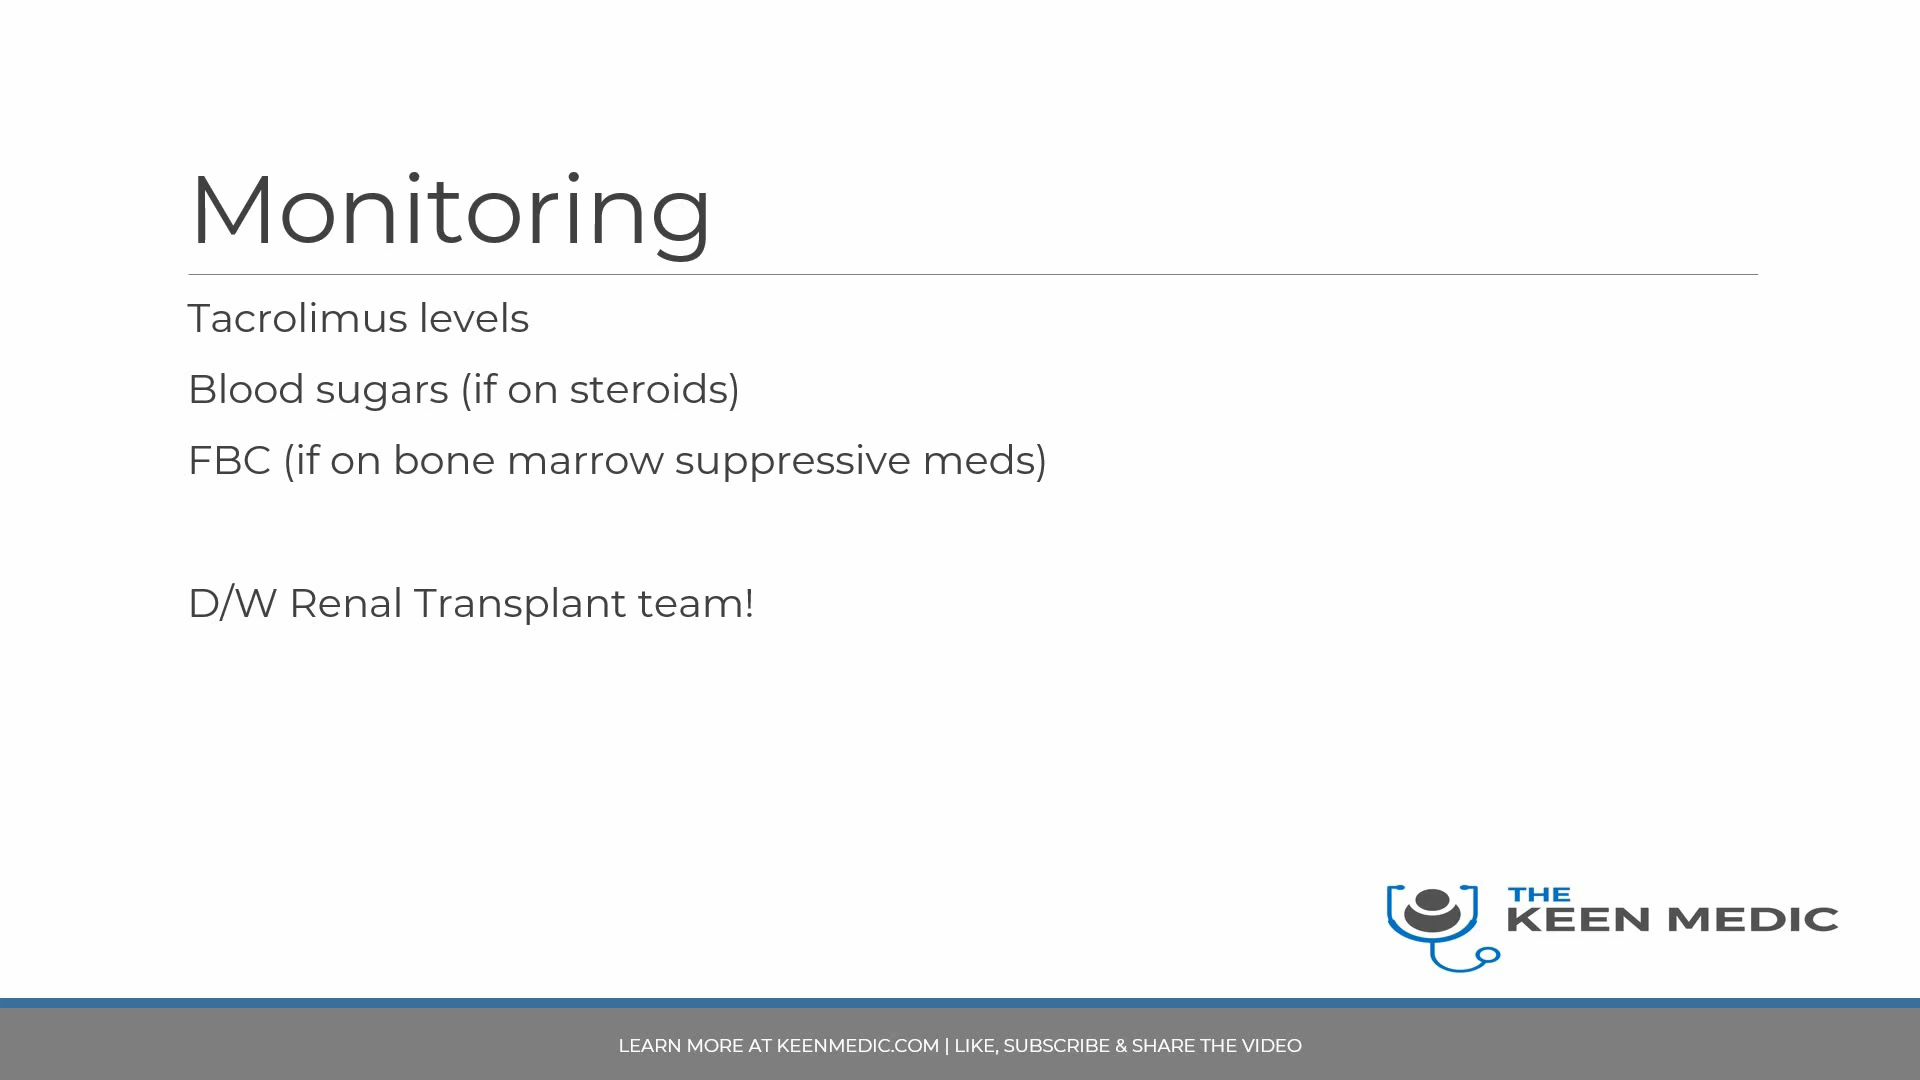 Monitoring
Tacrolimus levels
Blood sugars (if on steroids)
FBC (if on bone marrow suppressive meds)
D/W Renal Transplant team!
THE
KEEN MEDIC
LEARN MORE AT KEENMEDIC.COM | LIKE, SUBSCRIBE & SHARE THE VIDEO